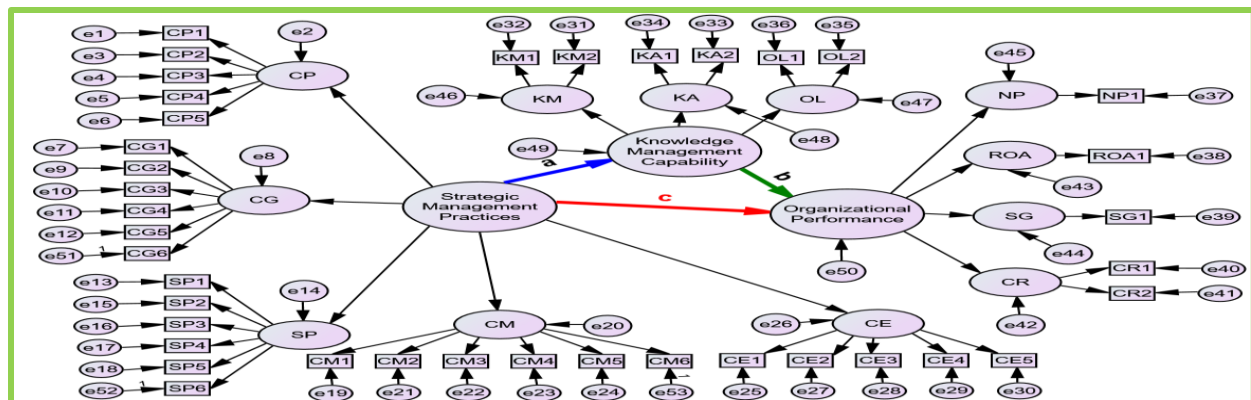 e1
CP1
e2
e3
CP2
e4
CP3
CP
e5
CP4
e6
CP5
e32
e31
e34
e33
e36
e35
KM1
KM2
KA1
KA2
OL1
OL2
e46
KM
KA
OL
e47
e45
NP
NP1
e37
e49
Knowledge
Management
Capability
e48
ROA
ROA1
e38
e43
e7
CG1
e8
e9
CG2
e10
CG3
CG
e11
CG4
e12
CG5
e51
1
CG6
a
b
c
Strategic
Management
Practices
Organizational
Performance
SG
SG1
e39
e44
e50
CR
CR1
e40
CR2
e41
e42
e13
SP1
e14
e15
SP2
e16
SP3
SP
e17
SP4
e18
SP5
e52
1
SP6
CM
e20
CM1
CM2
CM3
CM4
CM5
CM6
1
e19
e21
e22
e23
e24
e53
e26
CE
CE1
CE2
CE3
CE4
CE5
e25
e27
e28
e29
e30